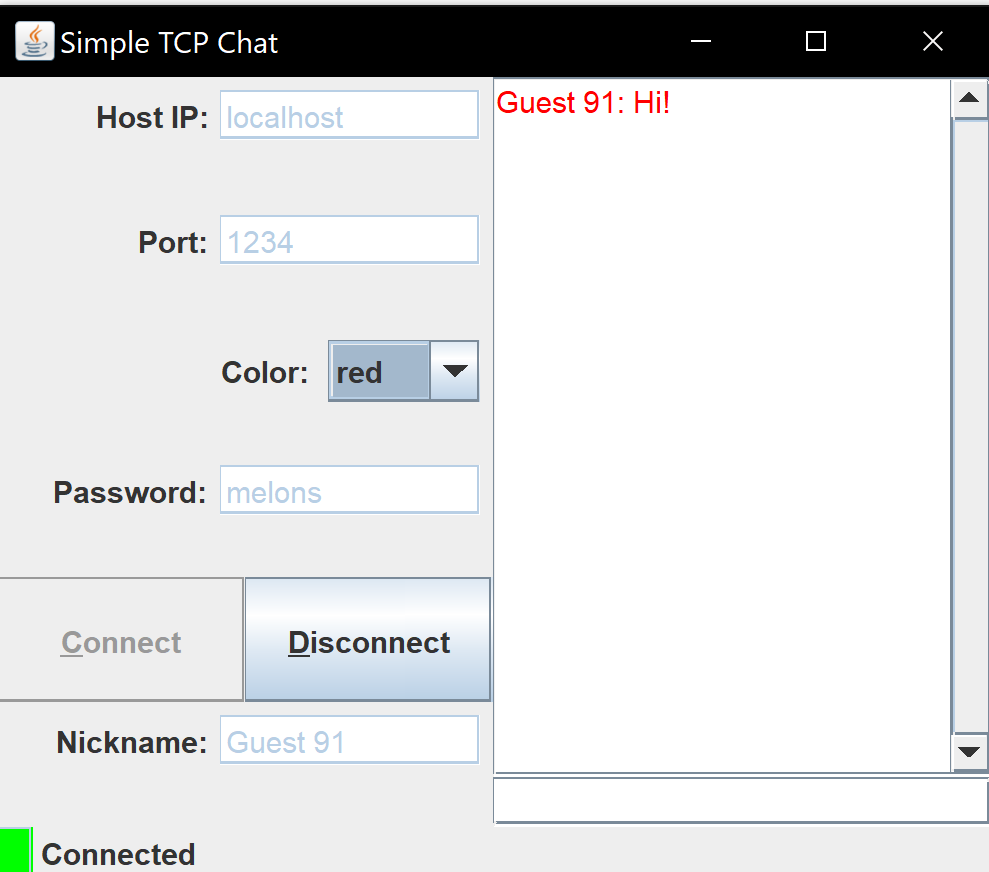 Simple TCP Chat
Host IP: localhost
Port: 1234
Color: red
Password: melons
Connect Disconnect
Nickname: Guest 91
Connected
Guest 91: Hi!